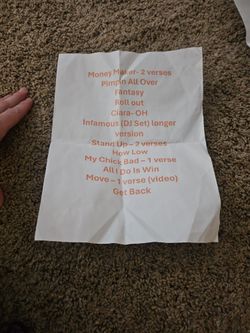 Money Maker- 2 verses
Pimpin All Over
Fantasy
Roll out
Ciara- OH
Infamous (DJ Set) longer
version
Stand Up – 2 verses
How Low
My Chick Bad – 1 verse
All I Do Is Win
Move – 1 verse (video)
Get Back